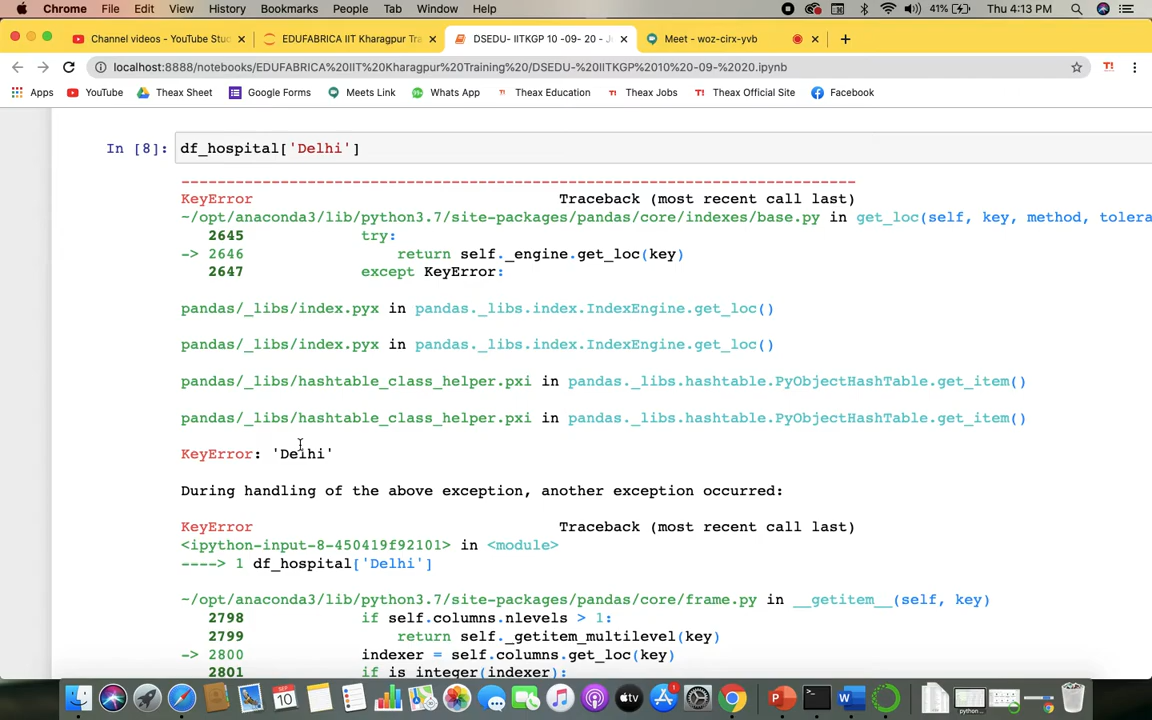 Chrome File Edit View History Bookmarks People Tab Window Help 41% Thu 4:13 PM
Channel videos - YouTube Stu EDUFABRICA IIT Kharagpur Tra DSEDU- IITKGP 10 -09- 20 - Ju Meet - woz-cirx-yvb
localhost:8888/notebooks/EDUFABRICA%20IIT%20Kharagpur%20Training%20/DSEDU-%20IITKGP%2010%20-09-%2020.ipynb T!
Apps YouTube Theax Sheet Google Forms Meets Link Whats App Theax Education T! Theax Jobs T! Theax Official Site Facebook
In [8]: df_hospital['Delhi']
---------------------------------------------------------------------------
KeyError Traceback (most recent call last)
~/opt/anaconda3/lib/python3.7/site-packages/pandas/core/indexes/base.py in get_loc(self, key, method, tolera
2645 try:
-> 2646 return self._engine.get_loc(key)
2647 except KeyError:
pandas/_libs/index.pyx in pandas._libs.index.IndexEngine.get_loc()
pandas/_libs/index.pyx in pandas._libs.index.IndexEngine.get_loc()
pandas/_libs/hashtable_class_helper.pxi in pandas._libs.hashtable.PyObjectHashTable.get_item()
pandas/_libs/hashtable_class_helper.pxi in pandas._libs.hashtable.PyObjectHashTable.get_item()
KeyError: 'Delhi'
During handling of the above exception, another exception occurred:
KeyError Traceback (most recent call last)
<ipython-input-8-450419f92101> in <module>
----> 1 df_hospital['Delhi']
~/opt/anaconda3/lib/python3.7/site-packages/pandas/core/frame.py in __getitem__(self, key)
2798 if self.columns.nlevels > 1:
2799 return self._getitem_multilevel(key)
-> 2800 indexer = self.columns.get_loc(key)
2801 if is_integer(indexer):